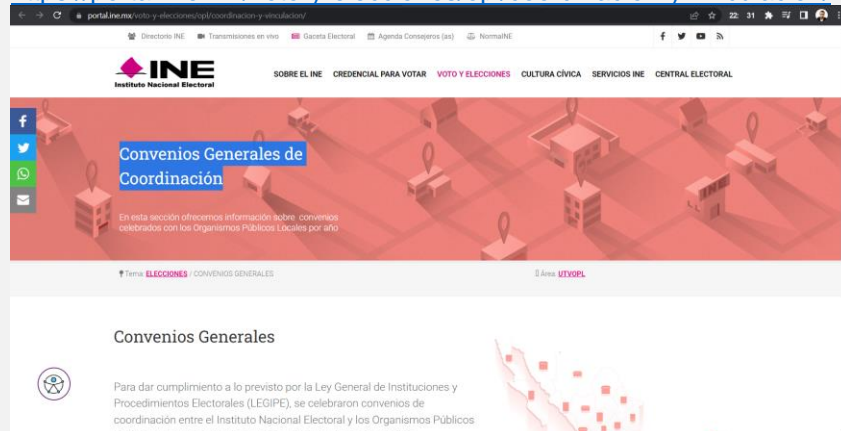 portal.ine.mx/voto-y-elecciones/opl/coordinacion-y-vinculacion/
22: 31
Directorio INE Transmisiones en vivo Gaceta Electoral Agenda Consejeros (as) NormaINE
INE
Instituto Nacional Electoral
SOBRE EL INE CREDENCIAL PARA VOTAR VOTO Y ELECCIONES CULTURA CÍVICA SERVICIOS INE CENTRAL ELECTORAL
Convenios Generales de
Coordinación
En esta sección ofrecemos información sobre convenios
celebrados con los Organismos Públicos Locales por año
Tema: ELECCIONES / CONVENIOS GENERALES Área: UTVOPL
Convenios Generales
Para dar cumplimiento a lo previsto por la Ley General de Instituciones y
Procedimientos Electorales (LEGIPE), se celebraron convenios de
coordinación entre el Instituto Nacional Electoral y los Organismos Públicos